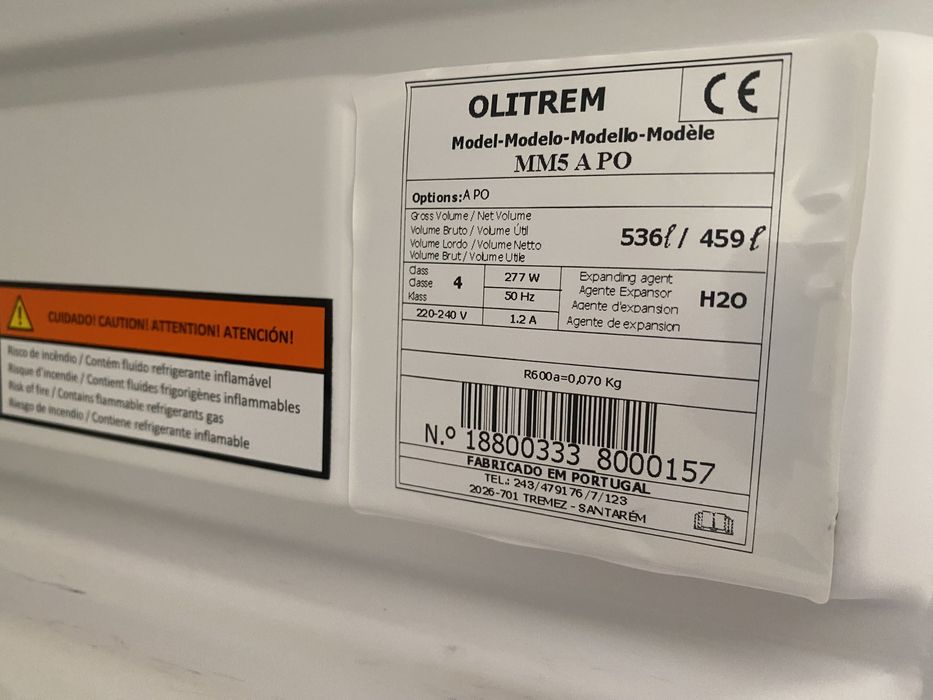 OLITREM
CE
Model-Modelo-Modello-Modèle
MM5 A PO
Options:A PO
Gross Volume / Net Volume
Volume Bruto / Volume Útil
Volume Lordo / Volume Netto
Volume Brut / Volume Utile
536ℓ / 459ℓ
Class
Classe
Klass
4
277 W
50 Hz
220-240 V
1.2 A
Expanding agent
Agente Expansor
Agente d'expansion
Agente de expansion
H2O
R600a=0,070 Kg
N.º 18800333_8000157
FABRICADO EM PORTUGAL
TEL.: 243/479176/7/123
2026-701 TREMEZ - SANTARÉM
CUIDADO! CAUTION! ATTENTION! ATENCIÓN!
Risco de incêndio / Contém fluido refrigerante inflamável
Risque d'incendie / Contient fluides frigorigènes inflammables
Risk of fire / Contains flammable refrigerants gas
Riesgo de incendio / Contiene refrigerante inflamable